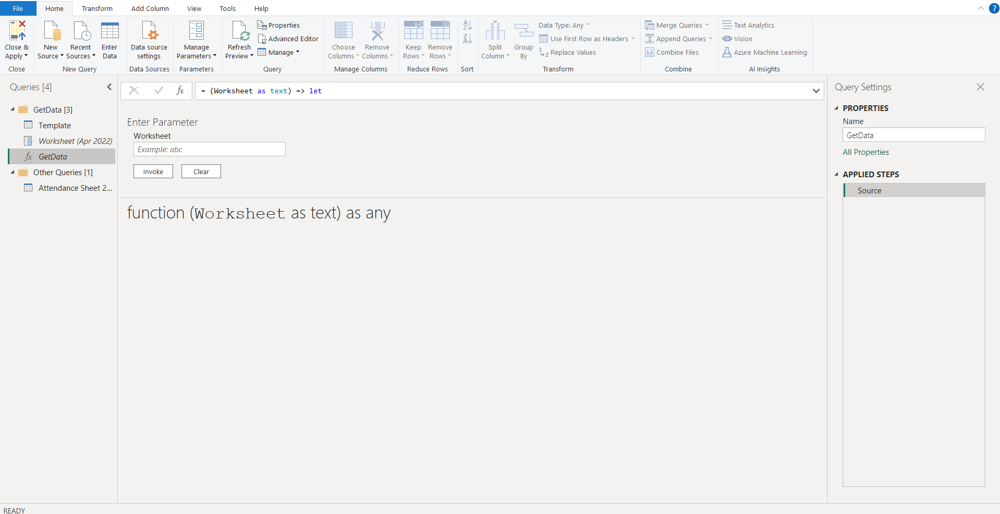 File Home Transform Add Column View Tools Help
?
Close & Apply
Close
New Source
Recent Sources
Enter Data
New Query
Data source settings
Data Sources
Manage Parameters
Parameters
Refresh Preview
Properties
Advanced Editor
Manage
Query
Choose Columns
Remove Columns
Manage Columns
Keep Rows
Remove Rows
Reduce Rows
A
Z
Z
A
Sort
Split Column
Group By
Data Type: Any
Use First Row as Headers
1
2
Replace Values
Transform
Merge Queries
Append Queries
Combine Files
Combine
Text Analytics
Vision
Azure Machine Learning
AI Insights
Queries [4]
GetData [3]
Template
Worksheet (Apr 2022)
fx GetData
Other Queries [1]
Attendance Sheet 2...
fx
= (Worksheet as text) => let
Enter Parameter
Worksheet
Example: abc
Invoke Clear
function (Worksheet as text) as any
Query Settings
PROPERTIES
Name
GetData
All Properties
APPLIED STEPS
Source
READY